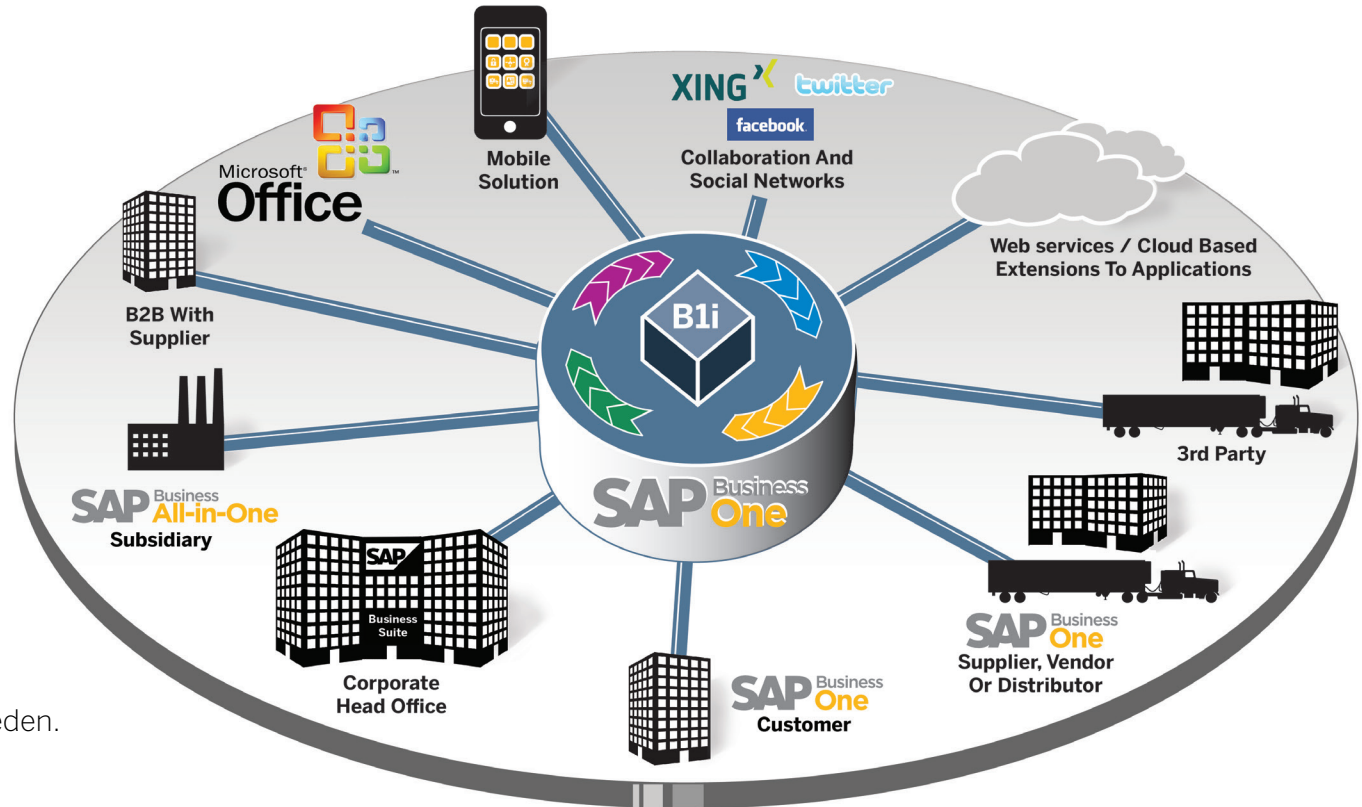 XING twitter
facebook
Collaboration And
Social Networks
Mobile
Solution
Microsoft®
Office™
Web services / Cloud Based
Extensions To Applications
B2B With
Supplier
B1i
3rd Party
SAP Business
All-in-One
Subsidiary
SAP Business
One
SAP
Business
Suite
Corporate
Head Office
SAP Business
One
Customer
SAP Business
One
Supplier, Vendor
Or Distributor
eden.